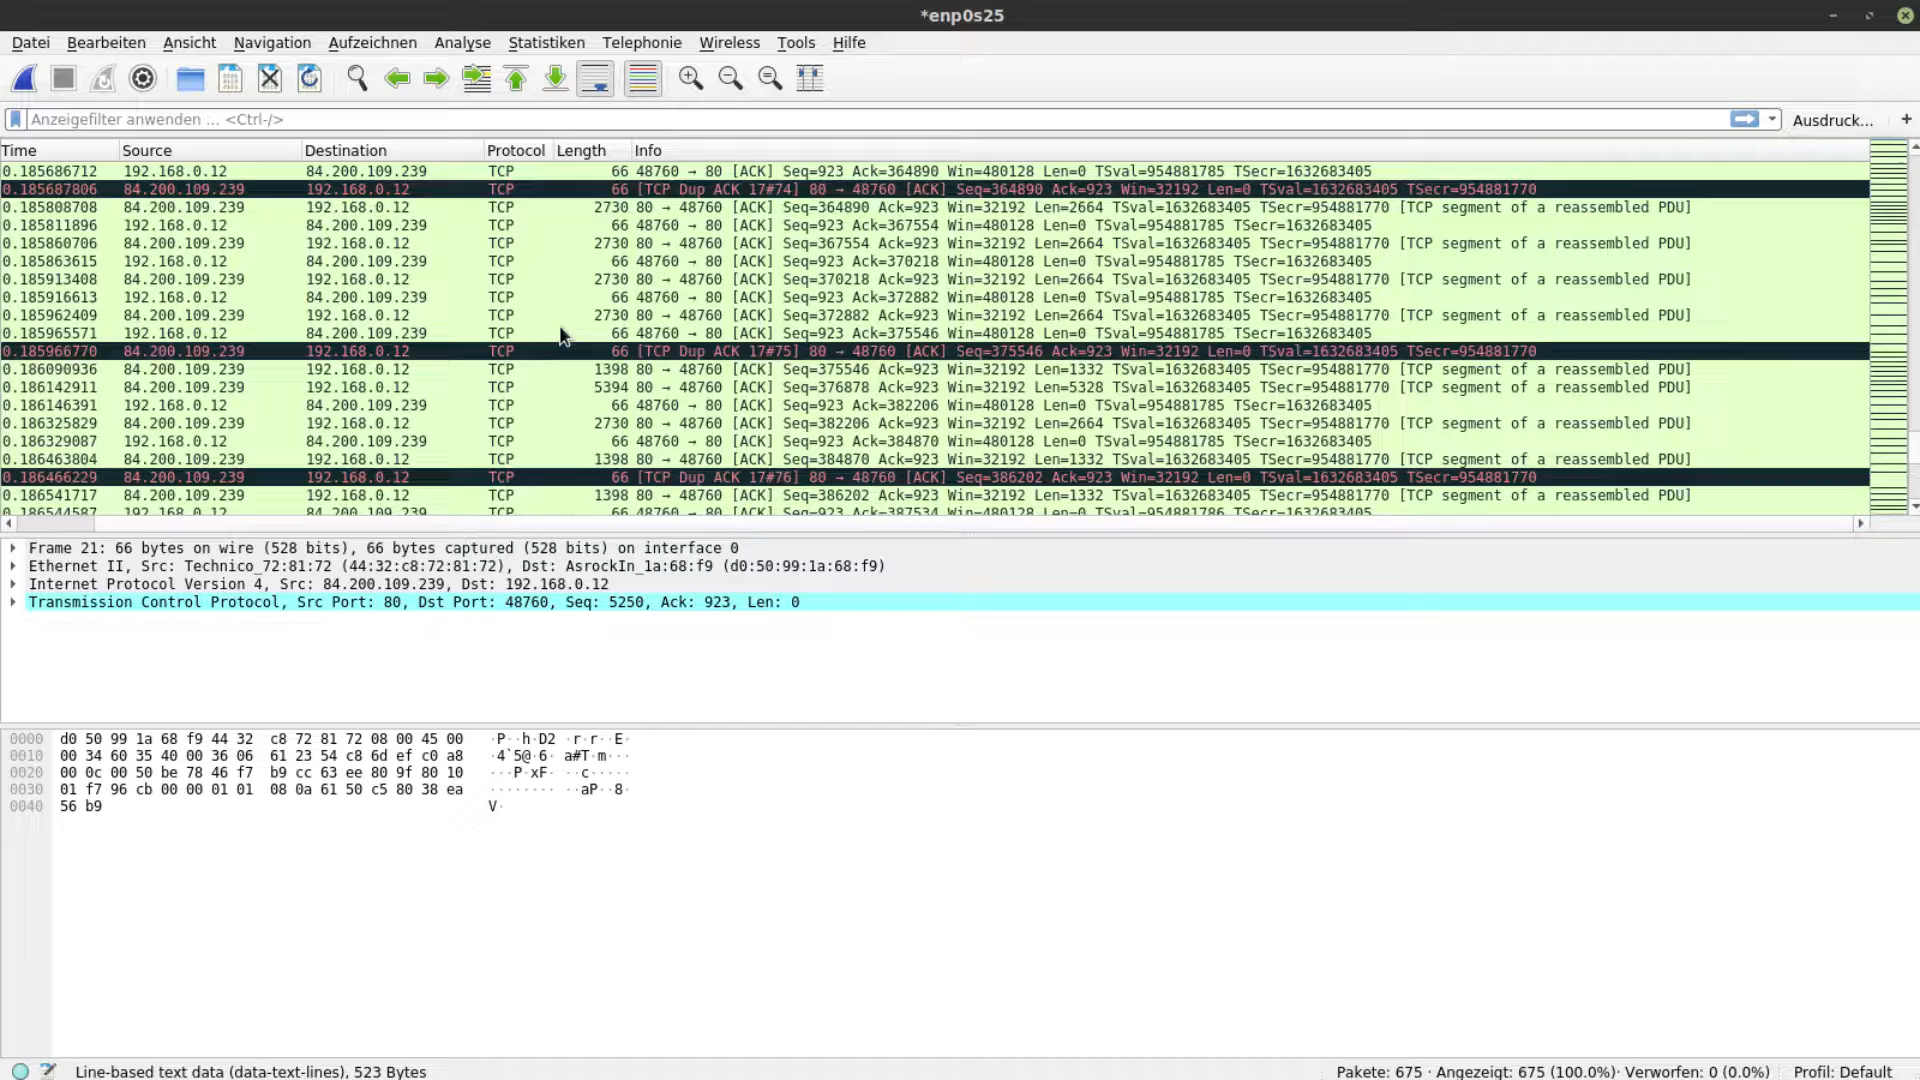 *enp0s25
Datei Bearbeiten Ansicht Navigation Aufzeichnen Analyse Statistiken Telephonie Wireless Tools Hilfe
Anzeigefilter anwenden ... <Ctrl-/> Ausdruck... +
Time Source Destination Protocol Length Info
0.185686712 192.168.0.12 84.200.109.239 TCP 66 48760 → 80 [ACK] Seq=923 Ack=364890 Win=480128 Len=0 TSval=954881785 TSecr=1632683405
0.185687806 84.200.109.239 192.168.0.12 TCP 66 [TCP Dup ACK 17#74] 80 → 48760 [ACK] Seq=364890 Ack=923 Win=32192 Len=0 TSval=1632683405 TSecr=954881770
0.185808708 84.200.109.239 192.168.0.12 TCP 2730 80 → 48760 [ACK] Seq=364890 Ack=923 Win=32192 Len=2664 TSval=1632683405 TSecr=954881770 [TCP segment of a reassembled PDU]
0.185811896 192.168.0.12 84.200.109.239 TCP 66 48760 → 80 [ACK] Seq=923 Ack=367554 Win=480128 Len=0 TSval=954881785 TSecr=1632683405
0.185860706 84.200.109.239 192.168.0.12 TCP 2730 80 → 48760 [ACK] Seq=367554 Ack=923 Win=32192 Len=2664 TSval=1632683405 TSecr=954881770 [TCP segment of a reassembled PDU]
0.185863615 192.168.0.12 84.200.109.239 TCP 66 48760 → 80 [ACK] Seq=923 Ack=370218 Win=480128 Len=0 TSval=954881785 TSecr=1632683405
0.185913408 84.200.109.239 192.168.0.12 TCP 2730 80 → 48760 [ACK] Seq=370218 Ack=923 Win=32192 Len=2664 TSval=1632683405 TSecr=954881770 [TCP segment of a reassembled PDU]
0.185916613 192.168.0.12 84.200.109.239 TCP 66 48760 → 80 [ACK] Seq=923 Ack=372882 Win=480128 Len=0 TSval=954881785 TSecr=1632683405
0.185962409 84.200.109.239 192.168.0.12 TCP 2730 80 → 48760 [ACK] Seq=372882 Ack=923 Win=32192 Len=2664 TSval=1632683405 TSecr=954881770 [TCP segment of a reassembled PDU]
0.185965571 192.168.0.12 84.200.109.239 TCP 66 48760 → 80 [ACK] Seq=923 Ack=375546 Win=480128 Len=0 TSval=954881785 TSecr=1632683405
0.185966770 84.200.109.239 192.168.0.12 TCP 66 [TCP Dup ACK 17#75] 80 → 48760 [ACK] Seq=375546 Ack=923 Win=32192 Len=0 TSval=1632683405 TSecr=954881770
0.186090936 84.200.109.239 192.168.0.12 TCP 1398 80 → 48760 [ACK] Seq=375546 Ack=923 Win=32192 Len=1332 TSval=1632683405 TSecr=954881770 [TCP segment of a reassembled PDU]
0.186142911 84.200.109.239 192.168.0.12 TCP 5394 80 → 48760 [ACK] Seq=376878 Ack=923 Win=32192 Len=5328 TSval=1632683405 TSecr=954881770 [TCP segment of a reassembled PDU]
0.186146391 192.168.0.12 84.200.109.239 TCP 66 48760 → 80 [ACK] Seq=923 Ack=382206 Win=480128 Len=0 TSval=954881785 TSecr=1632683405
0.186325829 84.200.109.239 192.168.0.12 TCP 2730 80 → 48760 [ACK] Seq=382206 Ack=923 Win=32192 Len=2664 TSval=1632683405 TSecr=954881770 [TCP segment of a reassembled PDU]
0.186329087 192.168.0.12 84.200.109.239 TCP 66 48760 → 80 [ACK] Seq=923 Ack=384870 Win=480128 Len=0 TSval=954881785 TSecr=1632683405
0.186463804 84.200.109.239 192.168.0.12 TCP 1398 80 → 48760 [ACK] Seq=384870 Ack=923 Win=32192 Len=1332 TSval=1632683405 TSecr=954881770 [TCP segment of a reassembled PDU]
0.186466229 84.200.109.239 192.168.0.12 TCP 66 [TCP Dup ACK 17#76] 80 → 48760 [ACK] Seq=386202 Ack=923 Win=32192 Len=0 TSval=1632683405 TSecr=954881770
0.186541717 84.200.109.239 192.168.0.12 TCP 1398 80 → 48760 [ACK] Seq=386202 Ack=923 Win=32192 Len=1332 TSval=1632683405 TSecr=954881770 [TCP segment of a reassembled PDU]
0.186544587 192.168.0.12 84.200.109.239 TCP 66 48760 → 80 [ACK] Seq=923 Ack=387534 Win=480128 Len=0 TSval=954881786 TSecr=1632683405
Frame 21: 66 bytes on wire (528 bits), 66 bytes captured (528 bits) on interface 0
Ethernet II, Src: Technico_72:81:72 (44:32:c8:72:81:72), Dst: AsrockIn_1a:68:f9 (d0:50:99:1a:68:f9)
Internet Protocol Version 4, Src: 84.200.109.239, Dst: 192.168.0.12
Transmission Control Protocol, Src Port: 80, Dst Port: 48760, Seq: 5250, Ack: 923, Len: 0
0000 d0 50 99 1a 68 f9 44 32 c8 72 81 72 08 00 45 00 ·P··h·D2 ·r·r··E·
0010 00 34 60 35 40 00 36 06 61 23 54 c8 6d ef c0 a8 ·4`5@·6· a#T·m···
0020 00 0c 00 50 be 78 46 f7 b9 cc 63 ee 80 9f 80 10 ···P·xF· ··c·····
0030 01 f7 96 cb 00 00 01 01 08 0a 61 50 c5 80 38 ea ········ ··aP··8·
0040 56 b9 V·
Line-based text data (data-text-lines), 523 Bytes Pakete: 675 · Angezeigt: 675 (100.0%)· Verworfen: 0 (0.0%) Profil: Default